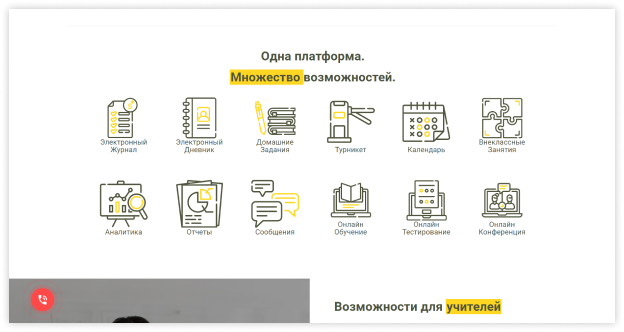 Одна платформа.
Множество возможностей.
Электронный Журнал
Электронный Дневник
Домашние Задания
Турникет
Календарь
Внеклассные Занятия
Аналитика
Отчеты
Сообщения
Онлайн Обучение
Онлайн Тестирование
Онлайн Конференция
Возможности для учителей